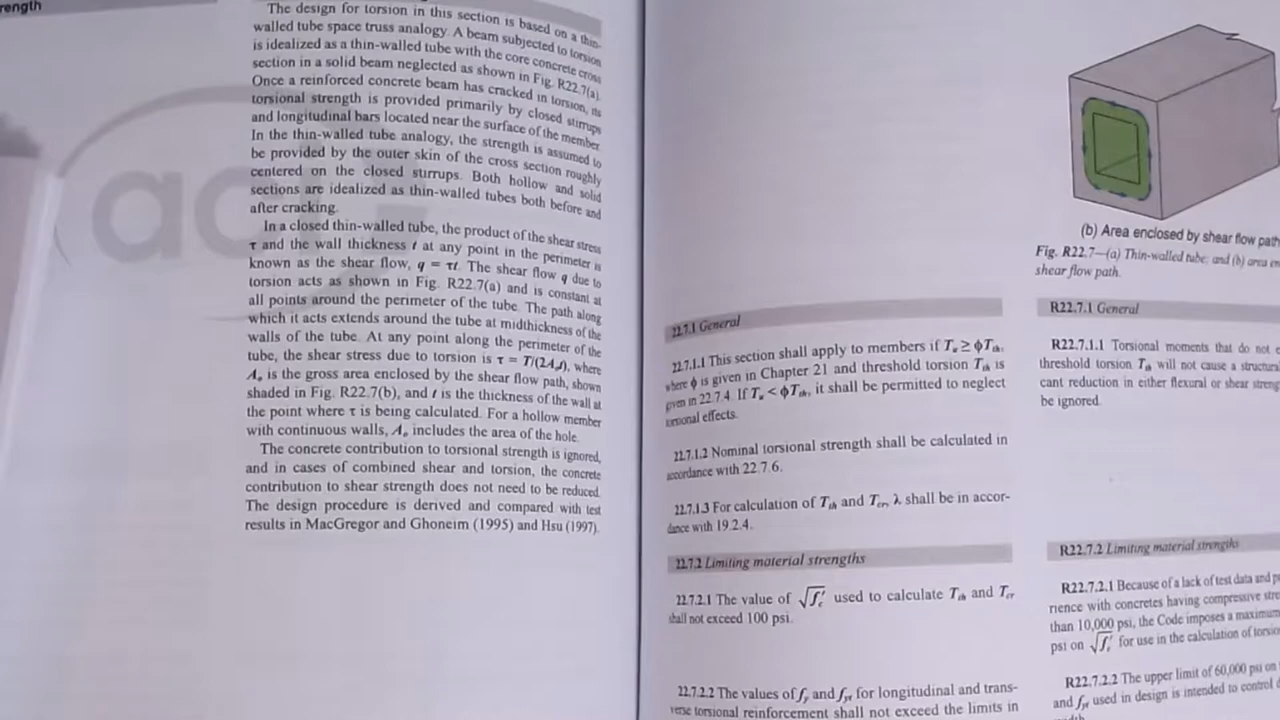 rength
The design for torsion in this section is based on a thin-
walled tube space truss analogy. A beam subjected to torsion
is idealized as a thin-walled tube with the core concrete cross
section in a solid beam neglected as shown in Fig. R22.7(a).
Once a reinforced concrete beam has cracked in torsion, its
torsional strength is provided primarily by closed stirrups
and longitudinal bars located near the surface of the member.
In the thin-walled tube analogy, the strength is assumed to
be provided by the outer skin of the cross section roughly
centered on the closed stirrups. Both hollow and solid
sections are idealized as thin-walled tubes both before and
after cracking.
In a closed thin-walled tube, the product of the shear stress
τ and the wall thickness t at any point in the perimeter is
known as the shear flow, q = τt. The shear flow q due to
torsion acts as shown in Fig. R22.7(a) and is constant at
all points around the perimeter of the tube. The path along
which it acts extends around the tube at midthickness of the
walls of the tube. At any point along the perimeter of the
tube, the shear stress due to torsion is τ = T/(2Aₒt), where
Aₒ is the gross area enclosed by the shear flow path, shown
shaded in Fig. R22.7(b), and t is the thickness of the wall at
the point where τ is being calculated. For a hollow member
with continuous walls, Aₒ includes the area of the hole.
The concrete contribution to torsional strength is ignored,
and in cases of combined shear and torsion, the concrete
contribution to shear strength does not need to be reduced.
The design procedure is derived and compared with test
results in MacGregor and Ghoneim (1995) and Hsu (1997).
aci
(b) Area enclosed by shear flow path
Fig. R22.7—(a) Thin-walled tube; and (b) area en
shear flow path.
22.7.1 General
22.7.1.1 This section shall apply to members if Tu ≥ ϕTth,
where ϕ is given in Chapter 21 and threshold torsion Tth is
given in 22.7.4. If Tu < ϕTth, it shall be permitted to neglect
torsional effects.
22.7.1.2 Nominal torsional strength shall be calculated in
accordance with 22.7.6.
22.7.1.3 For calculation of Tth and Tcr, λ shall be in accor-
dance with 19.2.4.
22.7.2 Limiting material strengths
22.7.2.1 The value of √f′c used to calculate Tth and Tcr
shall not exceed 100 psi.
22.7.2.2 The values of fy and fyt for longitudinal and trans-
verse torsional reinforcement shall not exceed the limits in
R22.7.1 General
R22.7.1.1 Torsional moments that do not e
threshold torsion Tth will not cause a structural
cant reduction in either flexural or shear streng
be ignored.
R22.7.2 Limiting material strengths
R22.7.2.1 Because of a lack of test data and p
rience with concretes having compressive stre
than 10,000 psi, the Code imposes a maximum
psi on √f′c for use in the calculation of torsio
R22.7.2.2 The upper limit of 60,000 psi on
and fyt used in design is intended to control d
width.